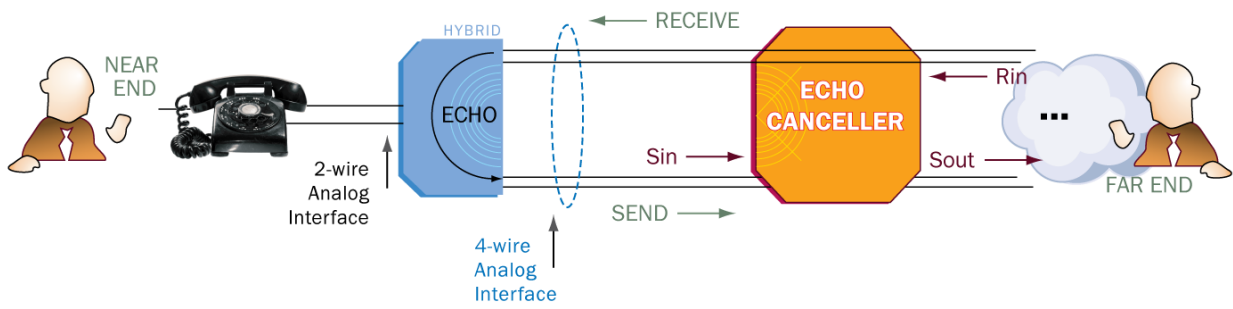 RECEIVE
HYBRID
NEAR
END
ECHO
ECHO
CANCELLER
Rin
...
Sin
Sout
2-wire
Analog
Interface
FAR END
SEND
4-wire
Analog
Interface